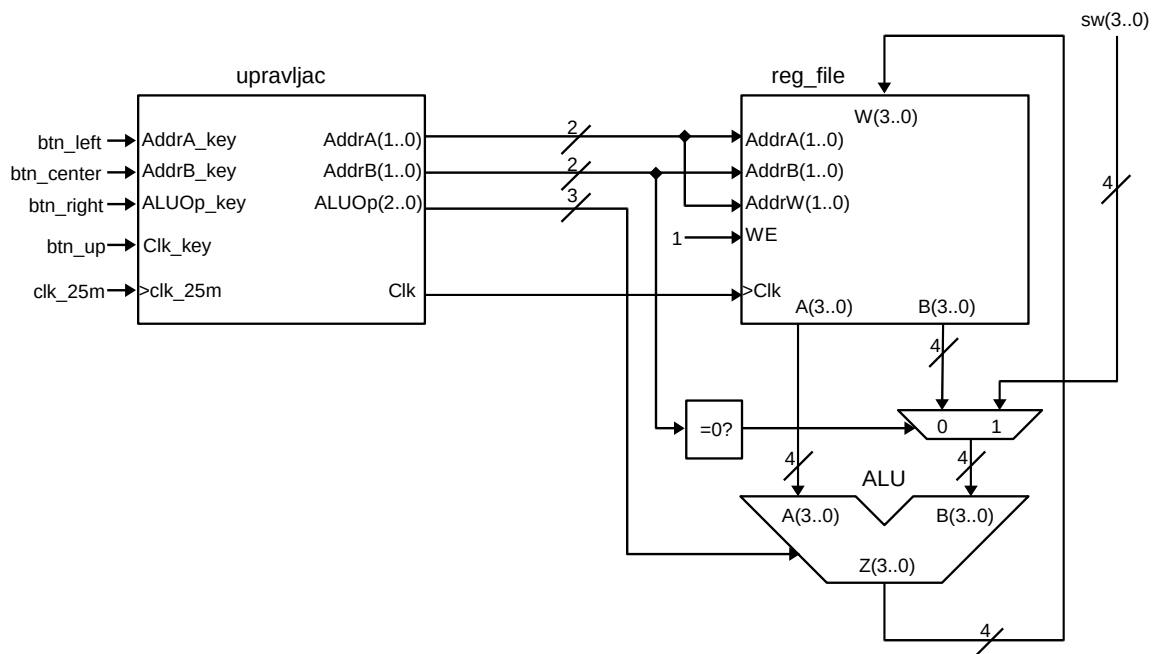 sw(3..0)
upravljac
reg_file
W(3..0)
btn_left
AddrA_key
AddrA(1..0)
2
AddrA(1..0)
btn_center
AddrB_key
AddrB(1..0)
2
AddrB(1..0)
4
btn_right
ALUOp_key
ALUOp(2..0)
3
AddrW(1..0)
btn_up
Clk_key
1
WE
clk_25m
>clk_25m
Clk
>Clk
A(3..0)
B(3..0)
4
=0?
0
1
4
4
ALU
A(3..0)
B(3..0)
Z(3..0)
4